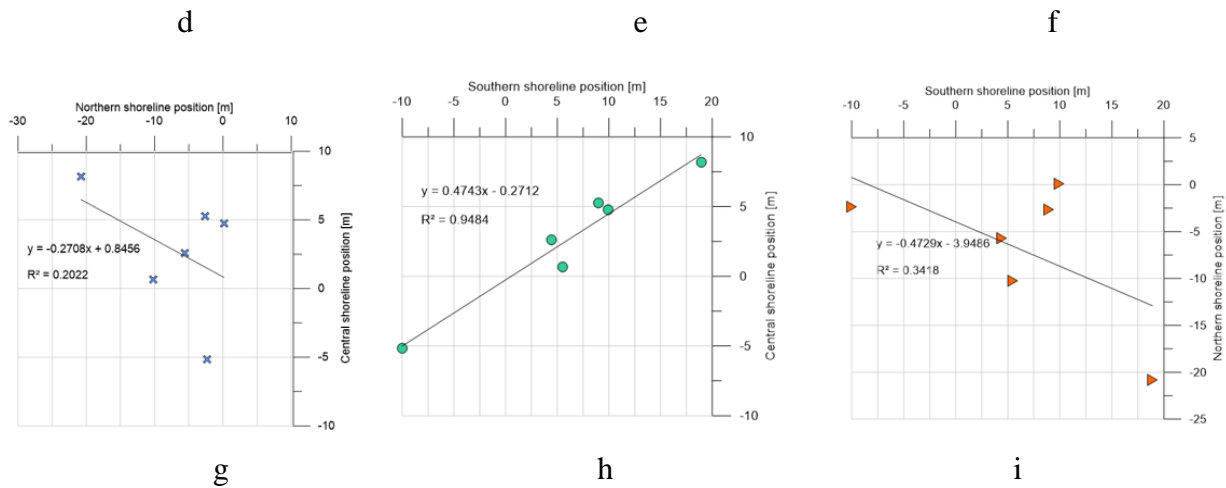 d e f
Northern shoreline position [m]
-30 -20 -10 0 10
10
5
0
-5
-10
Central shoreline position [m]
y = -0.2708x + 0.8456
R² = 0.2022
Southern shoreline position [m]
-10 -5 0 5 10 15 20
10
5
0
-5
-10
Central shoreline position [m]
y = 0.4743x - 0.2712
R² = 0.9484
Southern shoreline position [m]
-10 -5 0 5 10 15 20
5
0
-5
-10
-15
-20
-25
Northern shoreline position [m]
y = -0.4729x - 3.9486
R² = 0.3418
g h i